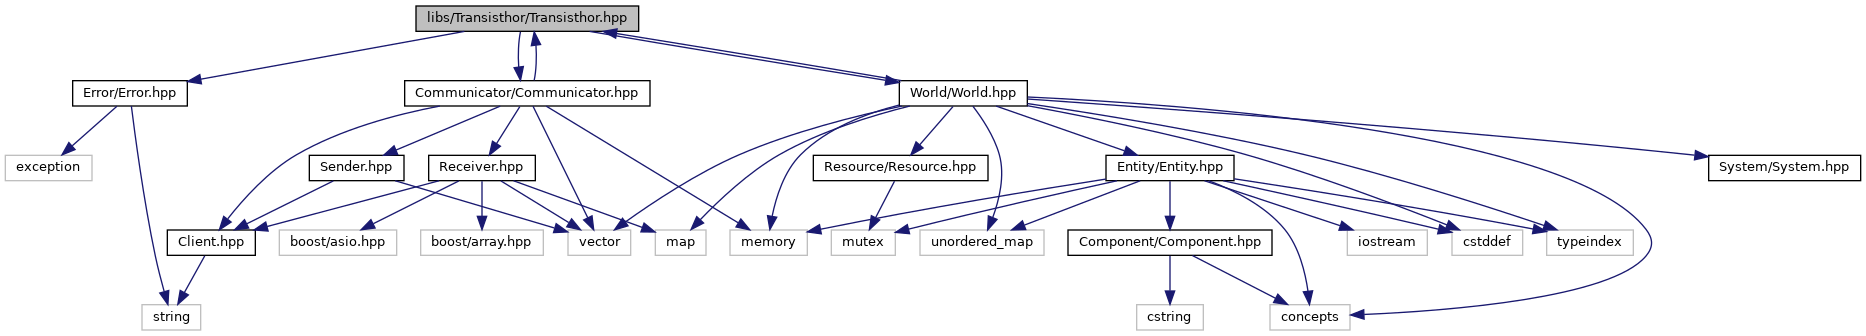 libs/Transisthor/Transisthor.hpp
Error/Error.hpp
Communicator/Communicator.hpp
World/World.hpp
exception
Sender.hpp
Receiver.hpp
Resource/Resource.hpp
Entity/Entity.hpp
System/System.hpp
Client.hpp
boost/asio.hpp
boost/array.hpp
vector
map
memory
mutex
unordered_map
Component/Component.hpp
iostream
cstddef
typeindex
string
cstring
concepts